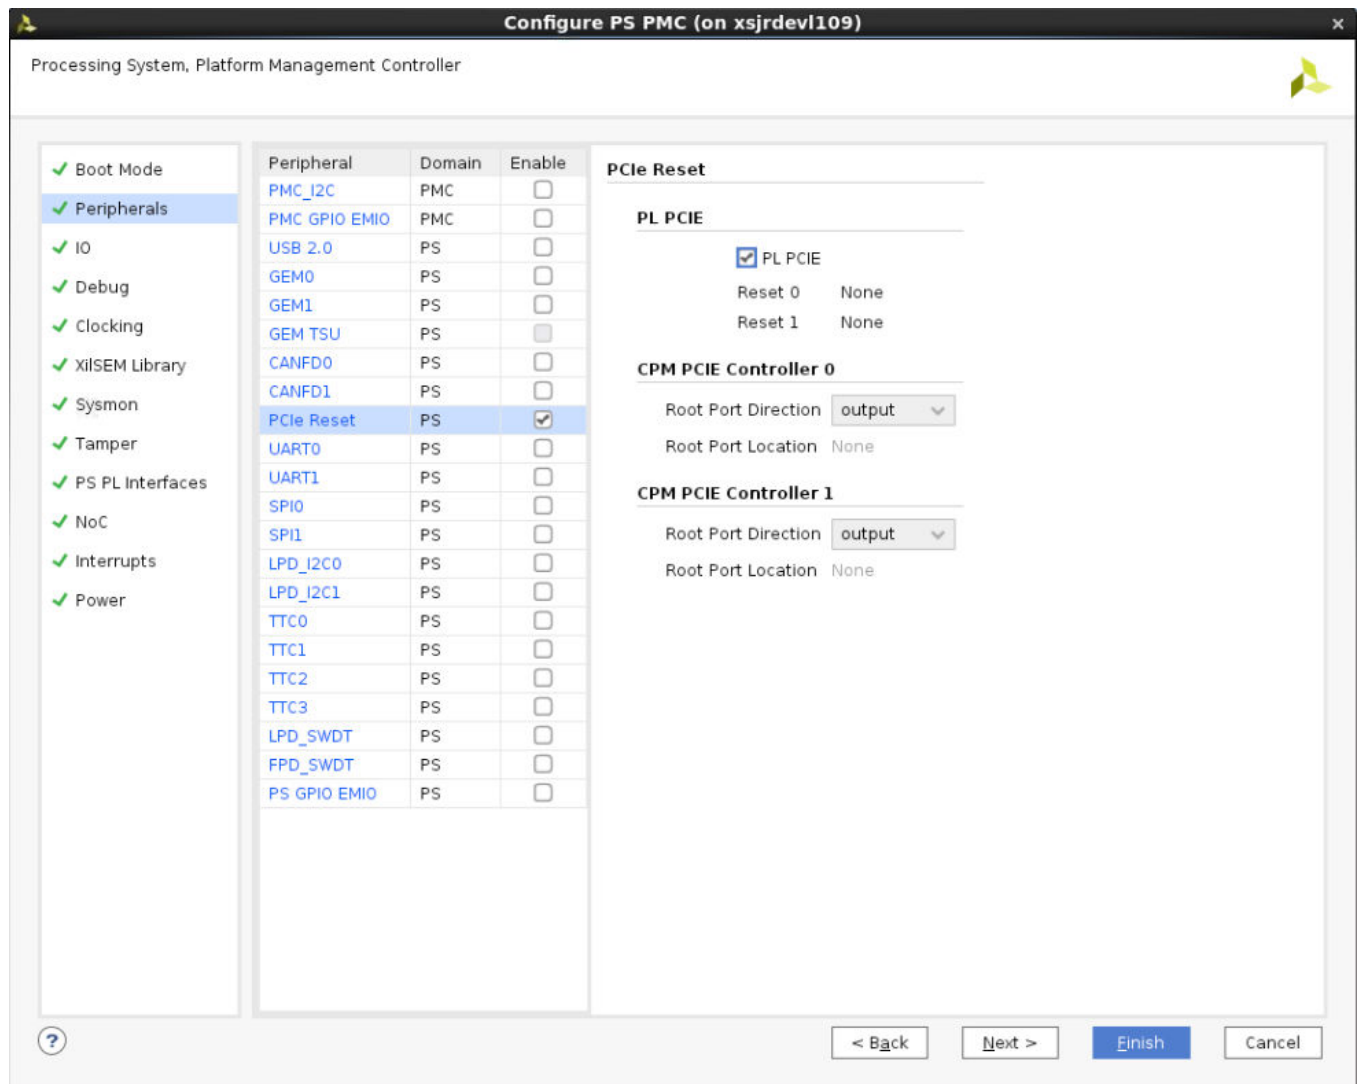 Configure PS PMC (on xsjrdevl109)
×
Processing System, Platform Management Controller
Boot Mode
Peripherals
IO
Debug
Clocking
XilSEM Library
Sysmon
Tamper
PS PL Interfaces
NoC
Interrupts
Power
Peripheral Domain Enable
PMC_I2C PMC
PMC GPIO EMIO PMC
USB 2.0 PS
GEM0 PS
GEM1 PS
GEM TSU PS
CANFD0 PS
CANFD1 PS
PCIe Reset PS
UART0 PS
UART1 PS
SPI0 PS
SPI1 PS
LPD_I2C0 PS
LPD_I2C1 PS
TTC0 PS
TTC1 PS
TTC2 PS
TTC3 PS
LPD_SWDT PS
FPD_SWDT PS
PS GPIO EMIO PS
PCIe Reset
PL PCIE
PL PCIE
Reset 0 None
Reset 1 None
CPM PCIE Controller 0
Root Port Direction output
Root Port Location None
CPM PCIE Controller 1
Root Port Direction output
Root Port Location None
?
< Back
Next >
Finish
Cancel